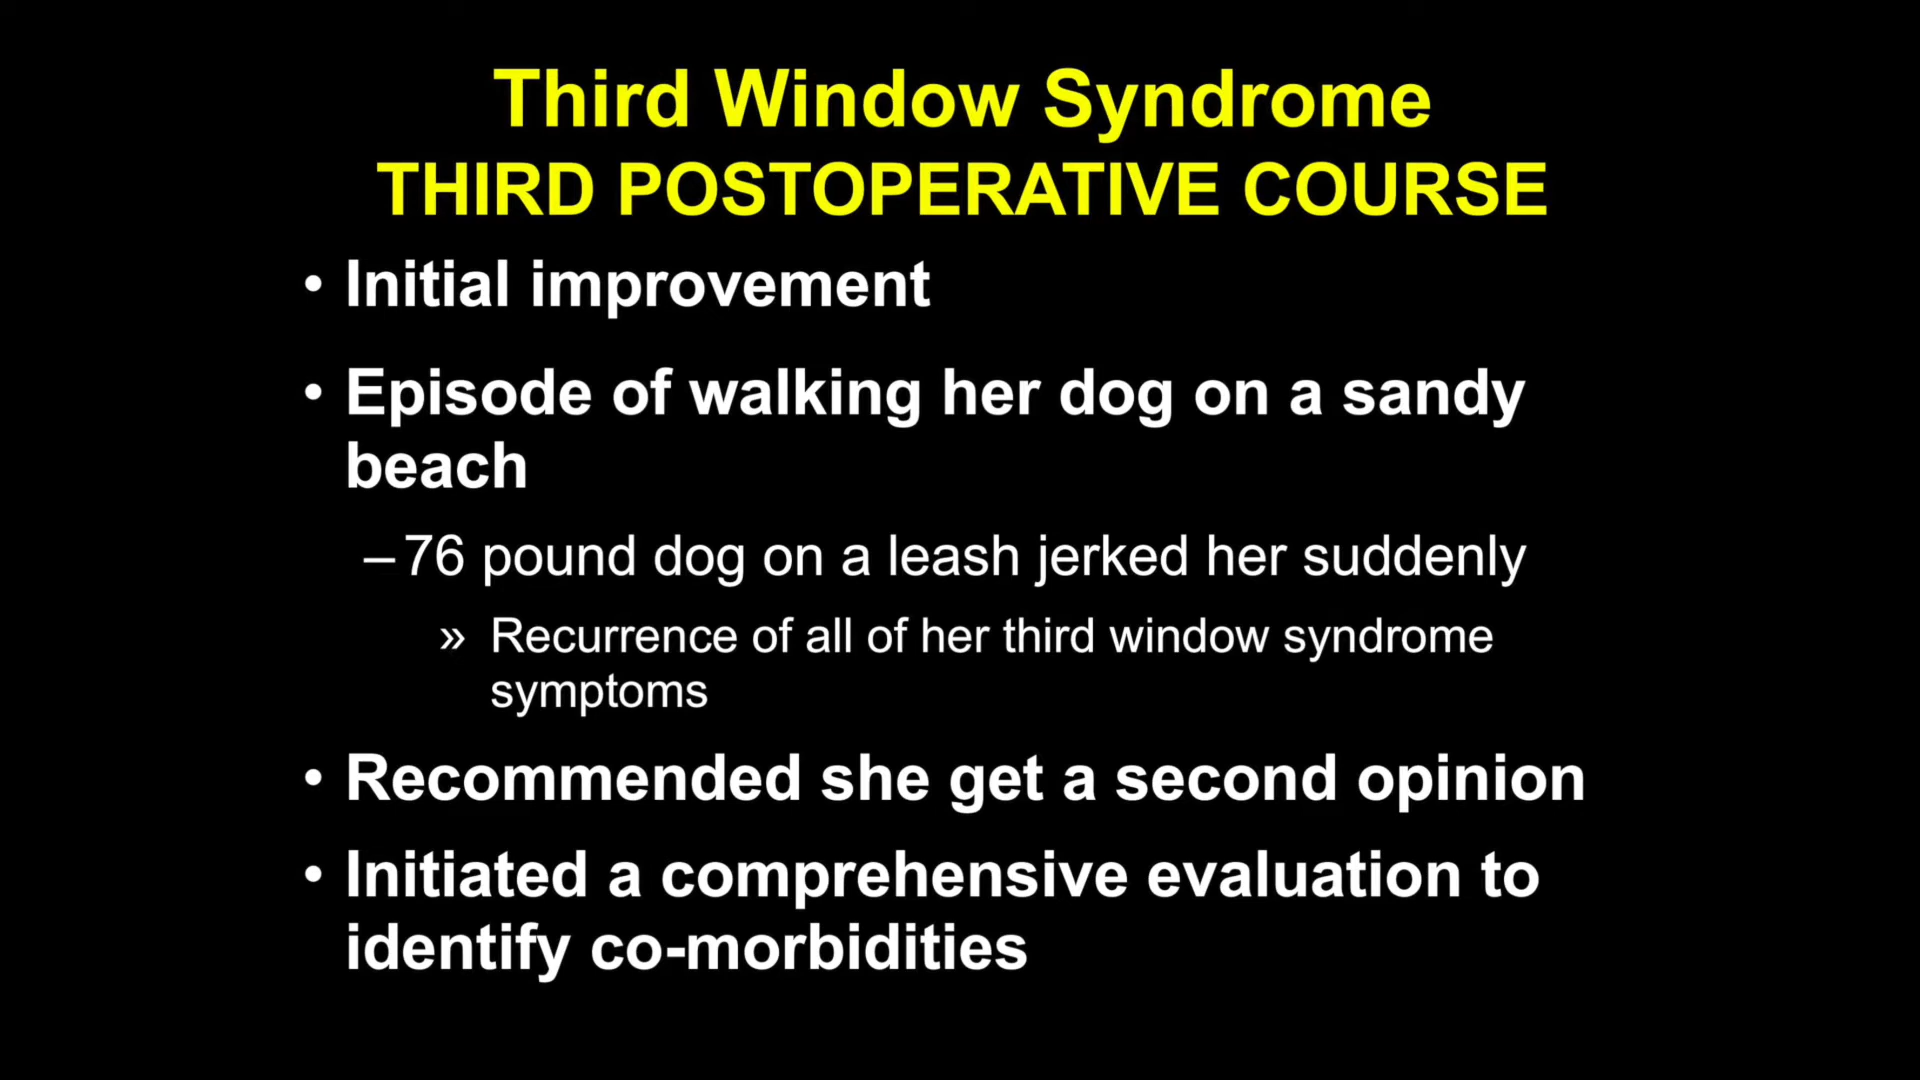 Third Window Syndrome
THIRD POSTOPERATIVE COURSE
• Initial improvement
• Episode of walking her dog on a sandy
beach
– 76 pound dog on a leash jerked her suddenly
» Recurrence of all of her third window syndrome
symptoms
• Recommended she get a second opinion
• Initiated a comprehensive evaluation to
identify co-morbidities